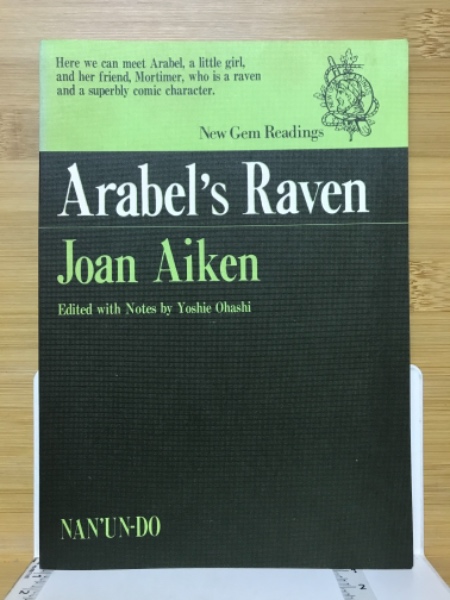 Here we can meet Arabel, a little girl,
and her friend, Mortimer, who is a raven
and a superbly comic character.
New Gem Readings
Arabel's Raven
Joan Aiken
Edited with Notes by Yoshie Ohashi
NAN'UN-DO